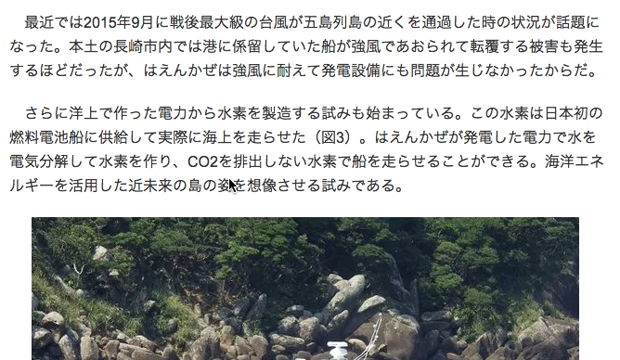 最近では2015年9月に戦後最大級の台風が五島列島の近くを通過した時の状況が話題に
なった。本土の長崎市内では港に係留していた船が強風であおられて転覆する被害も発生
するほどだったが、はえんかぜは強風に耐えて発電設備にも問題が生じなかったからだ。
さらに洋上で作った電力から水素を製造する試みも始まっている。この水素は日本初の
燃料電池船に供給して実際に海上を走らせた（図3）。はえんかぜが発電した電力で水を
電気分解して水素を作り、CO2を排出しない水素で船を走らせることができる。海洋エネ
ルギーを活用した近未来の島の姿を想像させる試みである。